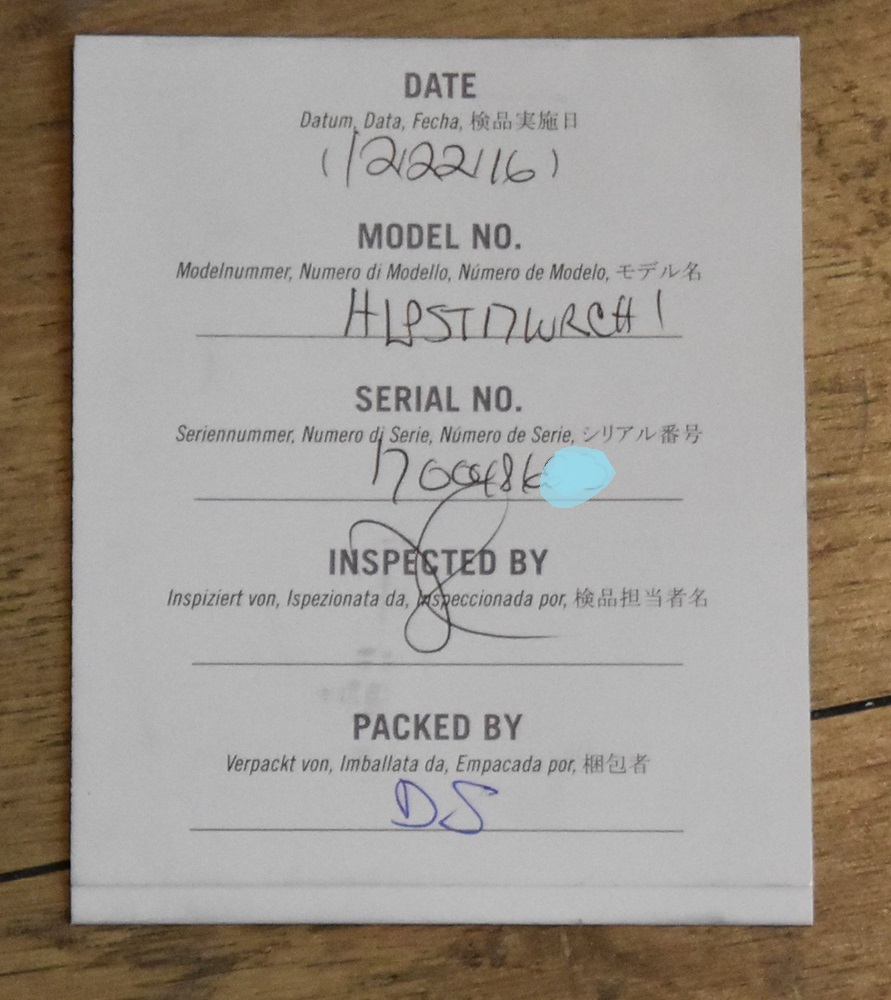 DATE
Datum, Data, Fecha, 検品実施日
(12/22/16)
MODEL NO.
Modelnummer, Numero di Modello, Número de Modelo, モデル名
HLPST17WRCH1
SERIAL NO.
Seriennummer, Numero di Serie, Número de Serie, シリアル番号
INSPECTED BY
Inspiziert von, Ispezionata da, Inspeccionada por, 検品担当者名
PACKED BY
Verpackt von, Imballata da, Empacada por, 梱包者
DS